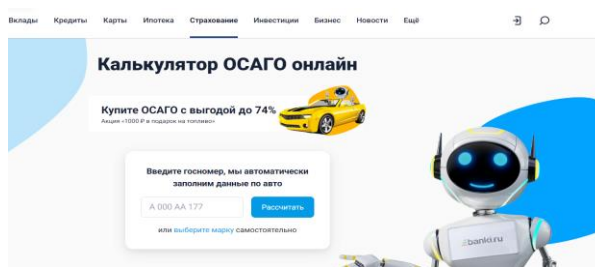 Вклады Кредиты Карты Ипотека Страхование Инвестиции Бизнес Новости Ещё
Калькулятор ОСАГО онлайн
Купите ОСАГО с выгодой до 74%
Акция «1000 ₽ в подарок на топливо»
Введите госномер, мы автоматически
заполним данные по авто
А 000 АА 177 Рассчитать
или выберите марку самостоятельно
banki.ru